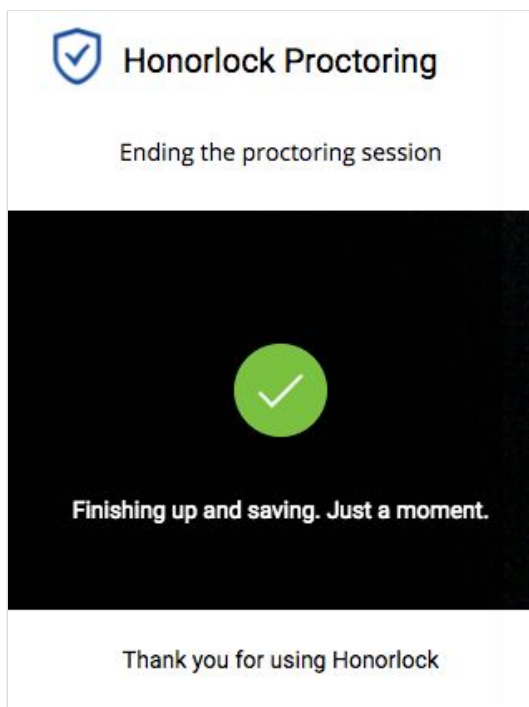 Honorlock Proctoring
Ending the proctoring session
Finishing up and saving. Just a moment.
Thank you for using Honorlock